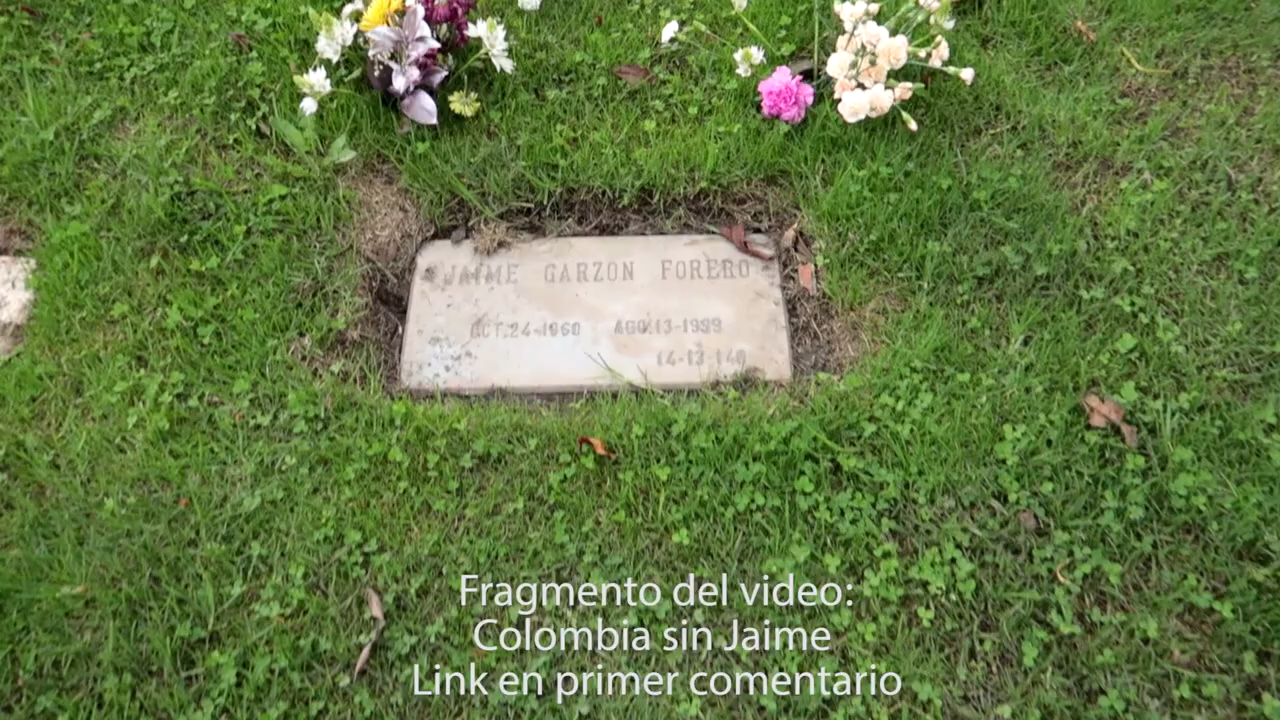 JAIME GARZON FORERO
OCT.24-1960 AGO.13-1999
14-13 140
Fragmento del video:
Colombia sin Jaime
Link en primer comentario